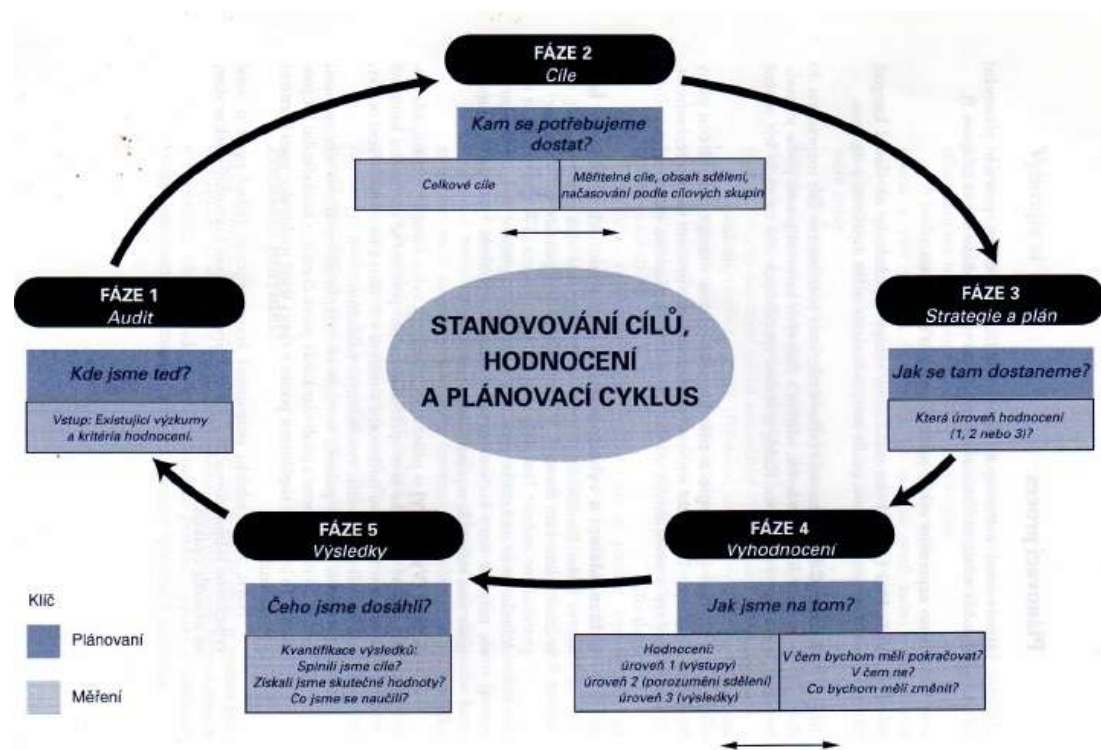 FÁZE 2
Cíle
Kam se potřebujeme
dostat?
Celkové cíle
Měřitelné cíle, obsah sdělení,
načasování podle cílových skupin
FÁZE 1
Audit
Kde jsme teď?
Vstup: Existující výzkumy
a kritéria hodnocení.
STANOVOVÁNÍ CÍLŮ,
HODNOCENÍ
A PLÁNOVACÍ CYKLUS
FÁZE 3
Strategie a plán
Jak se tam dostaneme?
Která úroveň hodnocení
(1, 2 nebo 3)?
FÁZE 4
Vyhodnocení
Jak jsme na tom?
Hodnocení:
úroveň 1 (výstupy)
úroveň 2 (porozumění sdělení)
úroveň 3 (výsledky)
V čem bychom měli pokračovat?
V čem ne?
Co bychom měli změnit?
FÁZE 5
Výsledky
Čeho jsme dosáhli?
Kvantifikace výsledků:
Splnili jsme cíle?
Získali jsme skutečné hodnoty?
Co jsme se naučili?
Klíč
Plánovaní
Měření